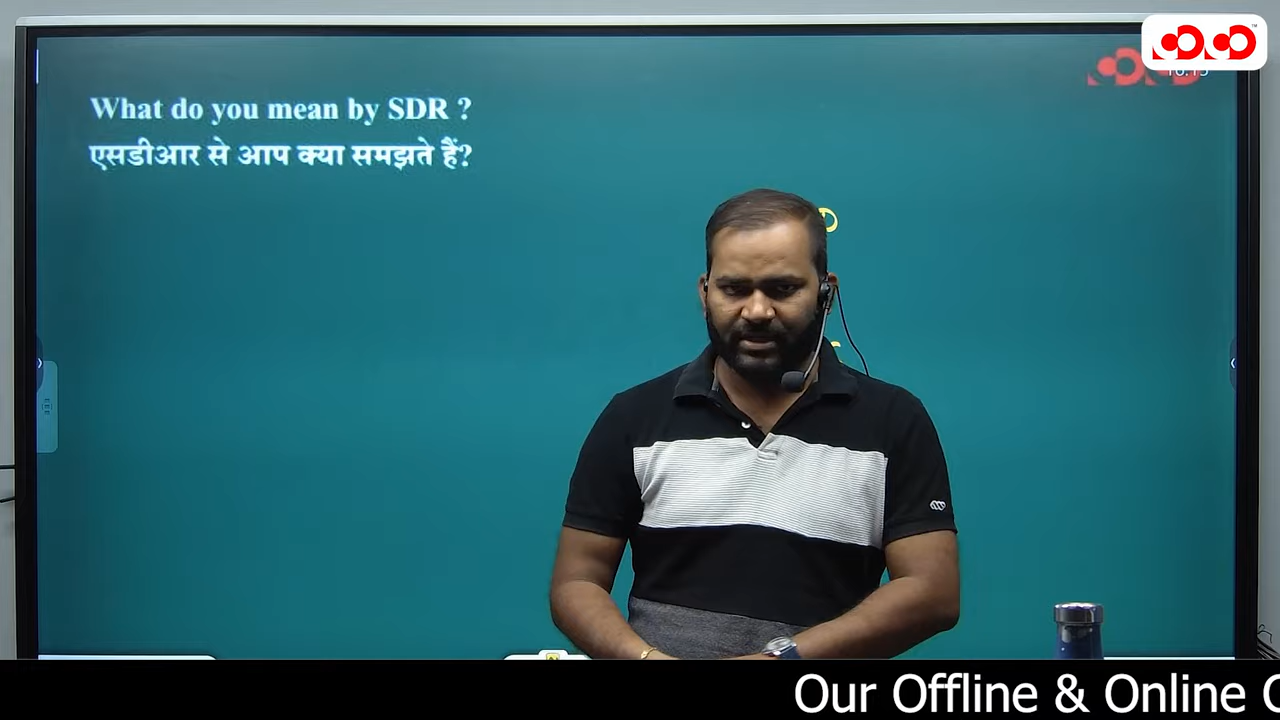 What do you mean by SDR ?
एसडीआर से आप क्या समझते हैं?
Our Offline & Online